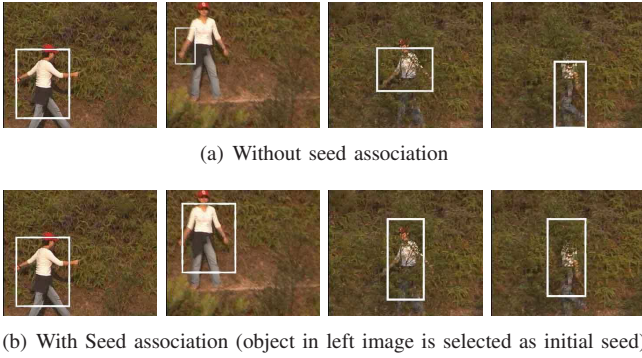 (a) Without seed association
(b) With Seed association (object in left image is selected as initial seed)